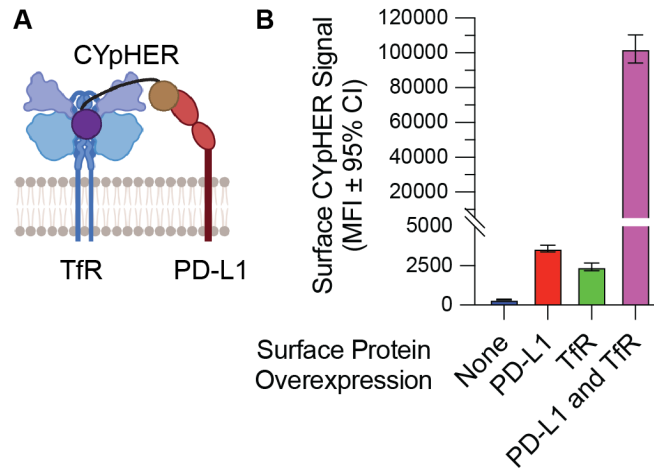 A
CYpHER
TfR
PD-L1
B
Surface CYpHER Signal
(MFI ± 95% CI)
120000
100000
80000
60000
40000
20000
5000
2500
0
None
PD-L1
TfR
PD-L1 and TfR
Surface Protein
Overexpression